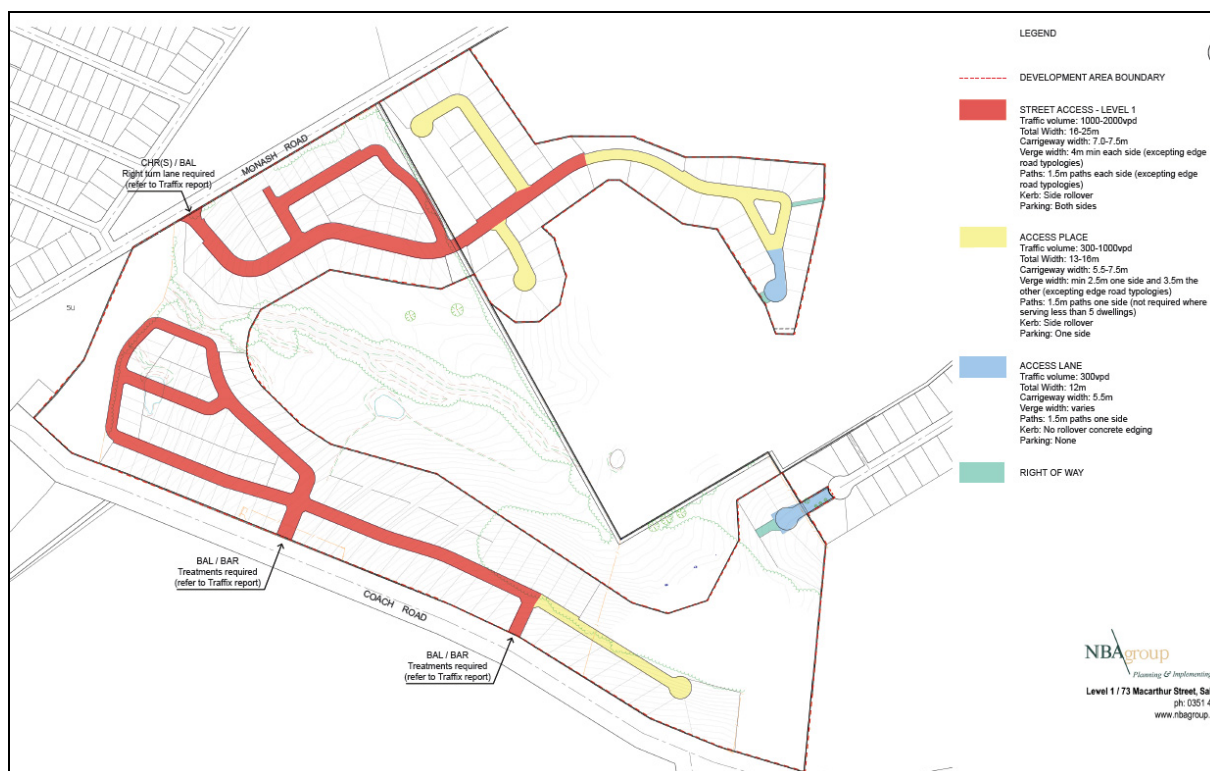 LEGEND
DEVELOPMENT AREA BOUNDARY
STREET ACCESS - LEVEL 1
Traffic volume: 1000-2000vpd
Total Width: 16-25m
Carrigeway width: 7.0-7.5m
Verge width: 4m min each side (excepting edge
road typologies)
Paths: 1.5m paths each side (excepting edge
road typologies)
Kerb: Side rollover
Parking: Both sides
ACCESS PLACE
Traffic volume: 300-1000vpd
Total Width: 13-16m
Carrigeway width: 5.5-7.5m
Verge width: min 2.5m one side and 3.5m the
other (excepting edge road typologies)
Paths: 1.5m paths one side (not required where
serving less than 5 dwellings)
Kerb: Side rollover
Parking: One side
ACCESS LANE
Traffic volume: 300vpd
Total Width: 12m
Carrigeway width: 5.5m
Verge width: varies
Paths: 1.5m paths one side
Kerb: No rollover concrete edging
Parking: None
RIGHT OF WAY
MONASH ROAD
CHR(S) / BAL
Right turn lane required
(refer to Traffix report)
BAL / BAR
Treatments required
(refer to Traffix report)
COACH ROAD
BAL / BAR
Treatments required
(refer to Traffix report)
NBAgroup
Planning & Implementing
Level 1 / 73 Macarthur Street, Sal
ph: 0351 4
www.nbagroup.